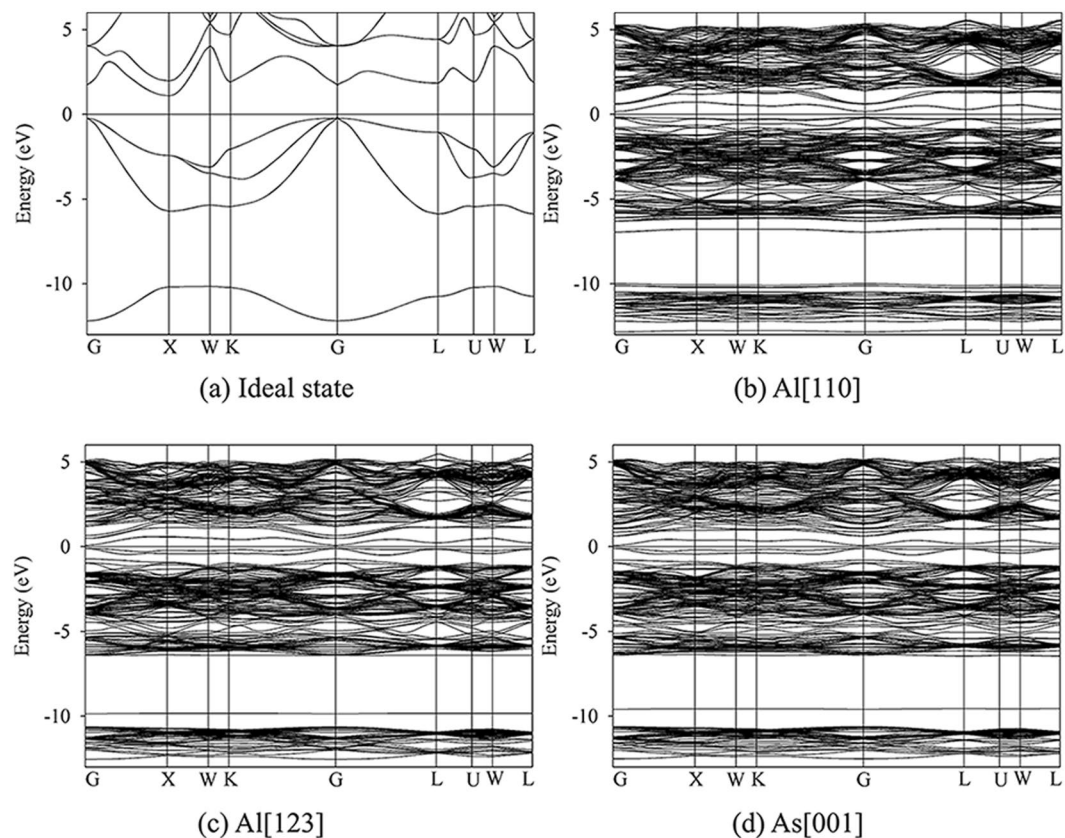 5
0
-5
-10
Energy (eV)
G X W K G L U W L
(a) Ideal state
5
0
-5
-10
Energy (eV)
G X W K G L U W L
(b) Al[110]
5
0
-5
-10
Energy (eV)
G X W K G L U W L
(c) Al[123]
5
0
-5
-10
Energy (eV)
G X W K G L U W L
(d) As[001]